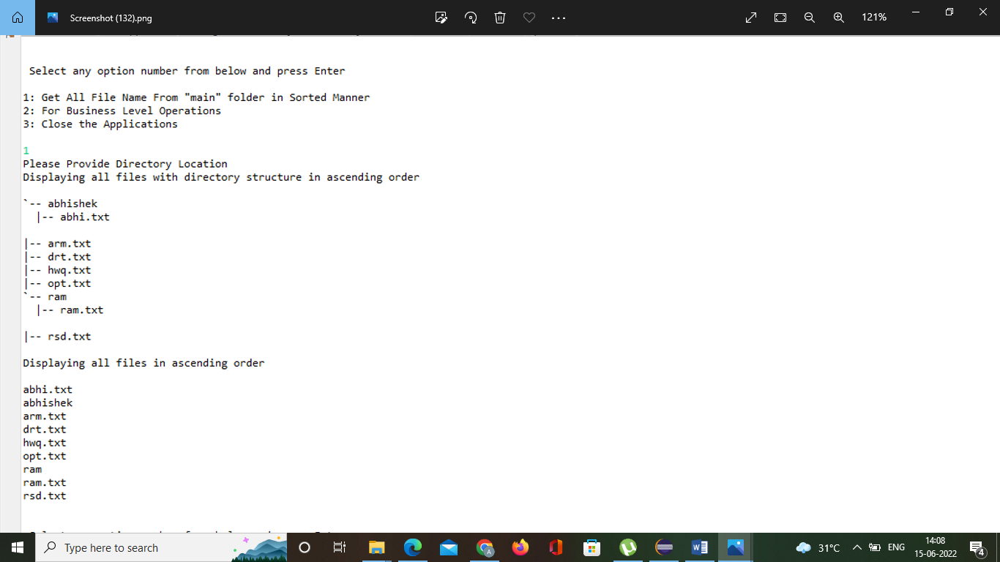 Screenshot (132).png
121%
Select any option number from below and press Enter
1: Get All File Name From "main" folder in Sorted Manner
2: For Business Level Operations
3: Close the Applications
1
Please Provide Directory Location
Displaying all files with directory structure in ascending order
`-- abhishek
|-- abhi.txt
|-- arm.txt
|-- drt.txt
|-- hwq.txt
|-- opt.txt
`-- ram
|-- ram.txt
|-- rsd.txt
Displaying all files in ascending order
abhi.txt
abhishek
arm.txt
drt.txt
hwq.txt
opt.txt
ram
ram.txt
rsd.txt
Type here to search
31°C
ENG
14:08
15-06-2022
4